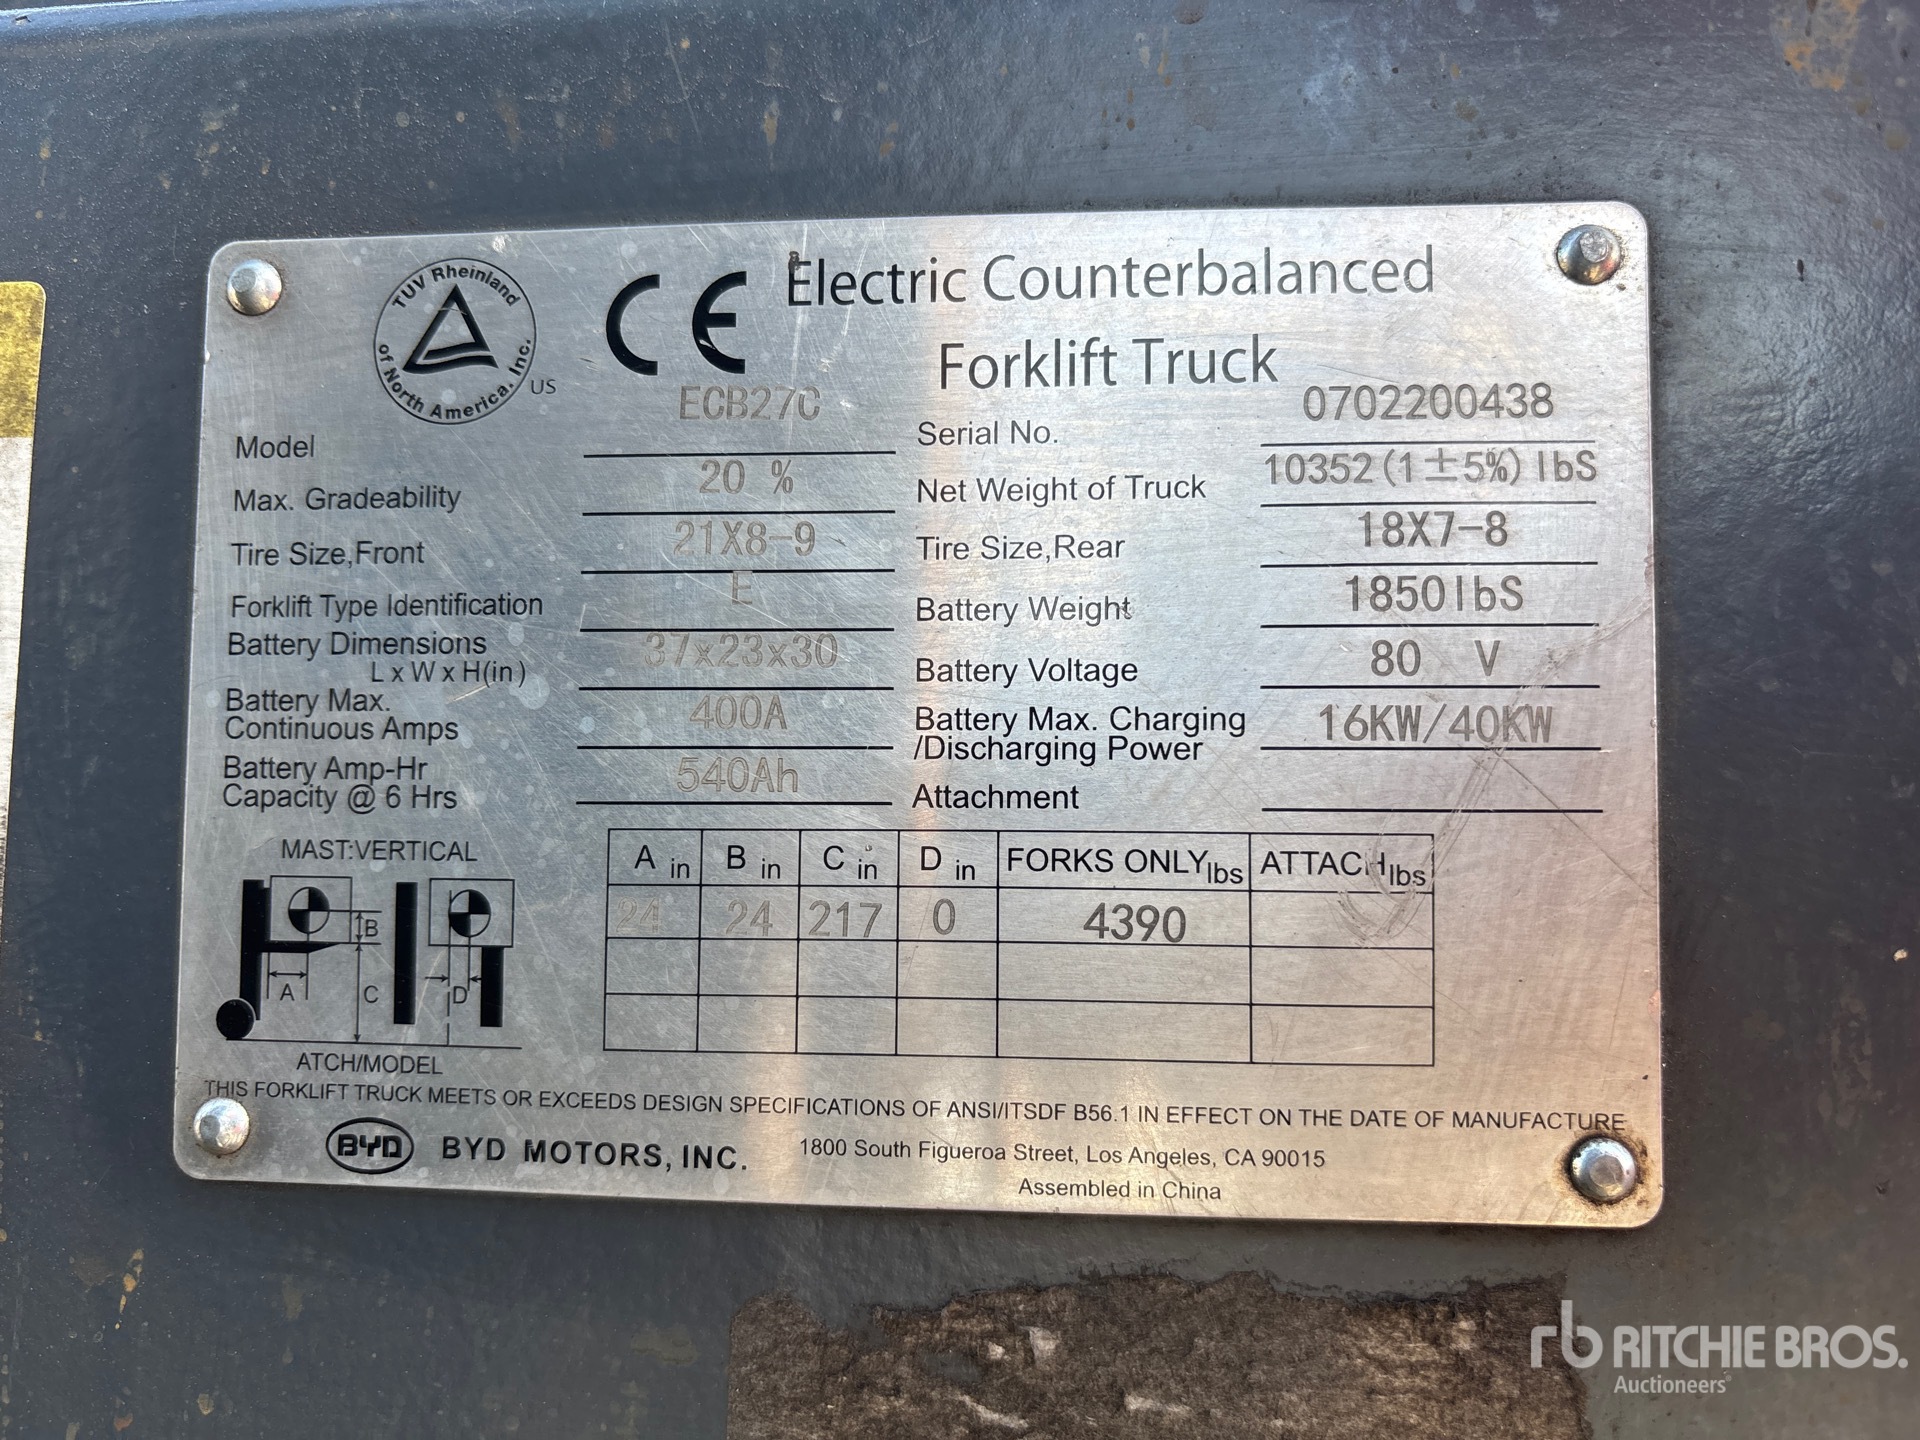 TUV Rheinland
of North America, Inc.
US
CE
Electric Counterbalanced
Forklift Truck
Model ECB27C
Serial No. 0702200438
Max. Gradeability 20 %
Net Weight of Truck 10352(1±5%)lbS
Tire Size,Front 21X8-9
Tire Size,Rear 18X7-8
Forklift Type Identification E
Battery Weight 1850lbS
Battery Dimensions
L x W x H(in) 37x23x30
Battery Voltage 80 V
Battery Max.
Continuous Amps 400A
Battery Max. Charging
/Discharging Power 16KW/40KW
Battery Amp-Hr
Capacity @ 6 Hrs 540Ah
Attachment
MAST:VERTICAL
B
A C D
ATCH/MODEL
A in B in C in D in FORKS ONLY lbs ATTACH lbs
24 24 217 0 4390
THIS FORKLIFT TRUCK MEETS OR EXCEEDS DESIGN SPECIFICATIONS OF ANSI/ITSDF B56.1 IN EFFECT ON THE DATE OF MANUFACTURE
BYD BYD MOTORS, INC. 1800 South Figueroa Street, Los Angeles, CA 90015
Assembled in China
rb RITCHIE BROS.
Auctioneers